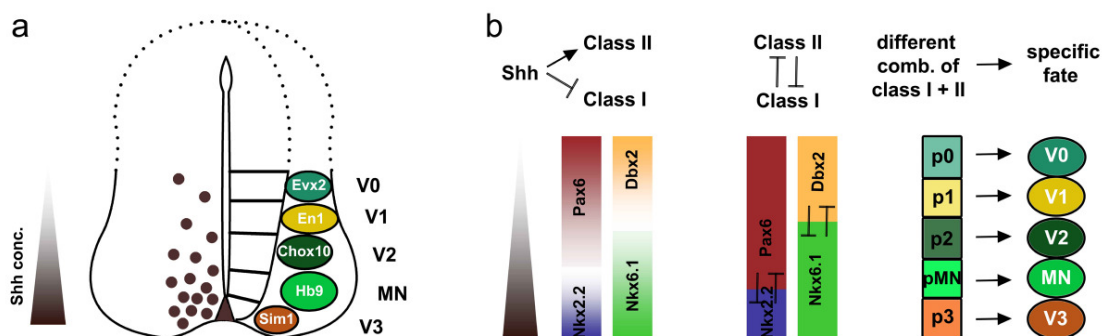 a
Shh conc.
Evx2
En1
Chox10
Hb9
Sim1
V0
V1
V2
MN
V3
b
Shh
Class II
Class I
Class II
Class I
different
comb. of
class I + II
specific
fate
Pax6
Nkx2.2
Dbx2
Nkx6.1
Pax6
Nkx2.2
Dbx2
Nkx6.1
p0
V0
p1
V1
p2
V2
pMN
MN
p3
V3